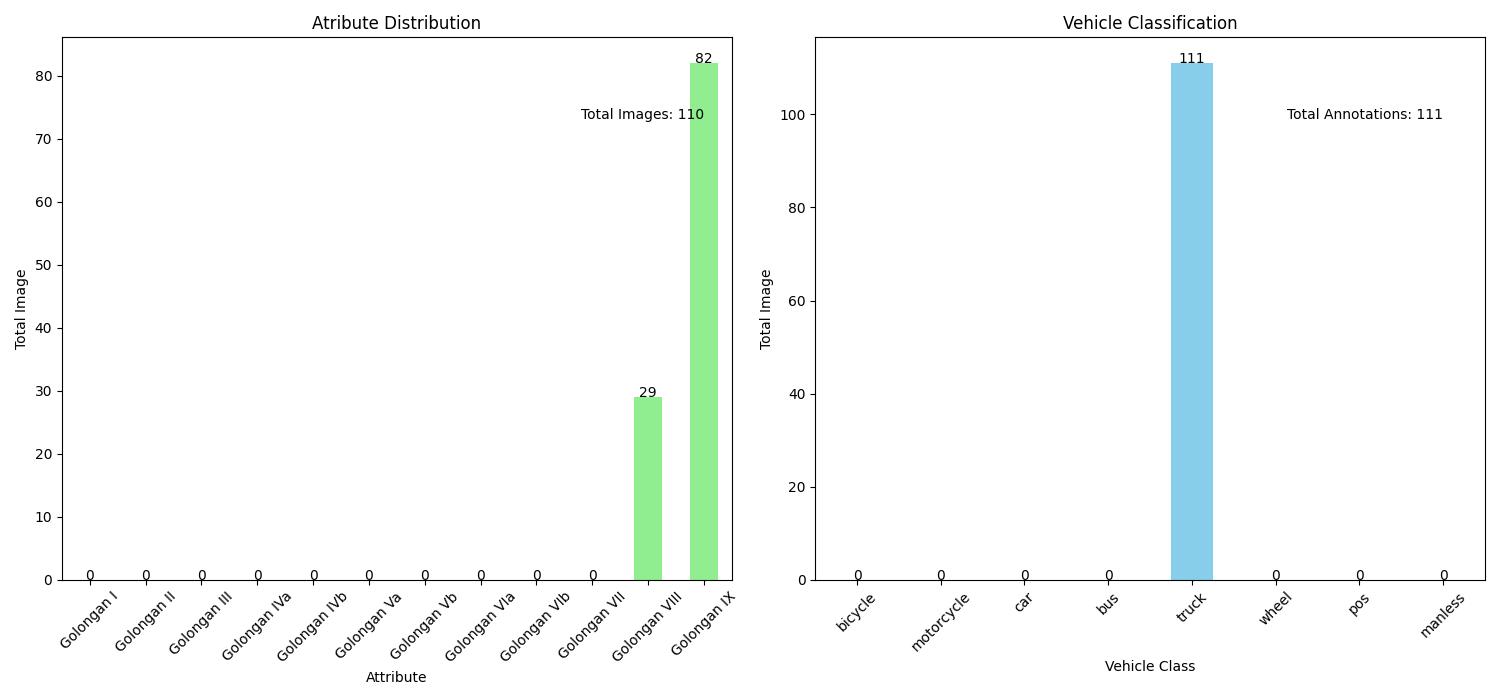 Atribute Distribution
Total Image
80
70
60
50
40
30
20
10
0
82
Total Images: 110
29
0 0 0 0 0 0 0 0 0 0
Golongan I Golongan II Golongan III Golongan IVa Golongan IVb Golongan Va Golongan Vb Golongan VIa Golongan VIb Golongan VII Golongan VIII Golongan IX
Attribute
Vehicle Classification
Total Image
100
80
60
40
20
0
111
Total Annotations: 111
0 0 0 0 0 0 0
bicycle motorcycle car bus truck wheel pos manless
Vehicle Class